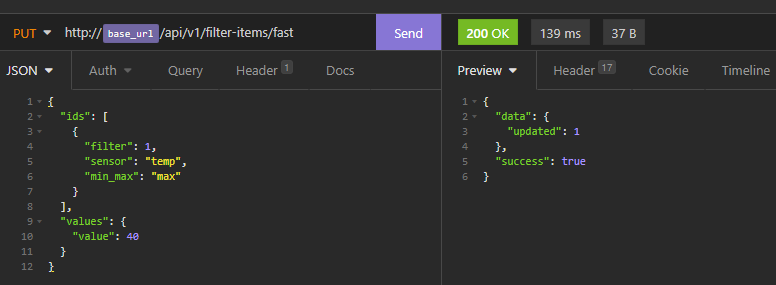 PUT http:// base_url /api/v1/filter-items/fast Send 200 OK 139 ms 37 B
JSON Auth Query Header 1 Docs Preview Header 17 Cookie Timeline
1 {
2 "ids": [
3 {
4 "filter": 1,
5 "sensor": "temp",
6 "min_max": "max"
7 }
8 ],
9 "values": {
10 "value": 40
11 }
12 }
1 {
2 "data": {
3 "updated": 1
4 },
5 "success": true
6 }